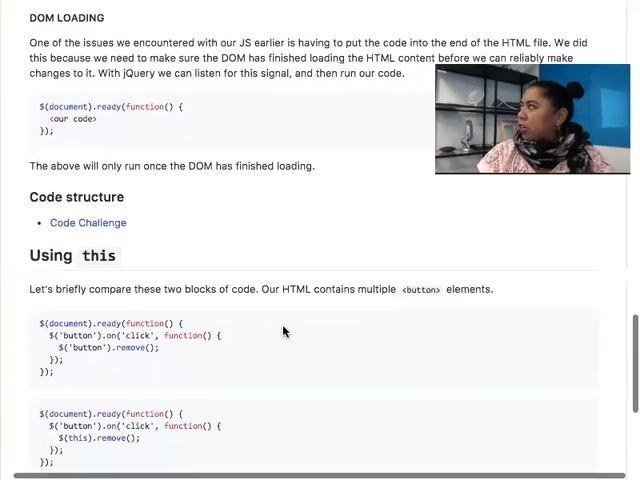 DOM LOADING
One of the issues we encountered with our JS earlier is having to put the code into the end of the HTML file. We did
this because we need to make sure the DOM has finished loading the HTML content before we can reliably make
changes to it. With jQuery we can listen for this signal, and then run our code.
$(document).ready(function() {
<our code>
});
The above will only run once the DOM has finished loading.
Code structure
• Code Challenge
Using this
Let's briefly compare these two blocks of code. Our HTML contains multiple <button> elements.
$(document).ready(function() {
$('button').on('click', function() {
$('button').remove();
});
});
$(document).ready(function() {
$('button').on('click', function() {
$(this).remove();
});
});